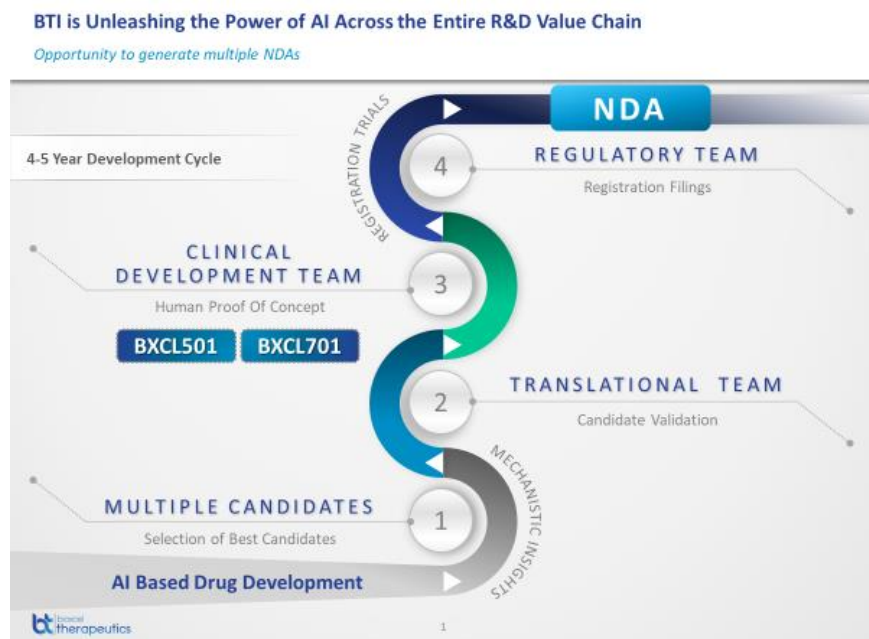 BTI is Unleashing the Power of AI Across the Entire R&D Value Chain
Opportunity to generate multiple NDAs
NDA
REGISTRATION TRIALS
4-5 Year Development Cycle
4
REGULATORY TEAM
Registration Filings
CLINICAL
DEVELOPMENT TEAM
Human Proof Of Concept
3
BXCL501
BXCL701
2
TRANSLATIONAL TEAM
Candidate Validation
MECHANISTIC INSIGHTS
MULTIPLE CANDIDATES
Selection of Best Candidates
1
AI Based Drug Development
bt bioxcel
therapeutics
1